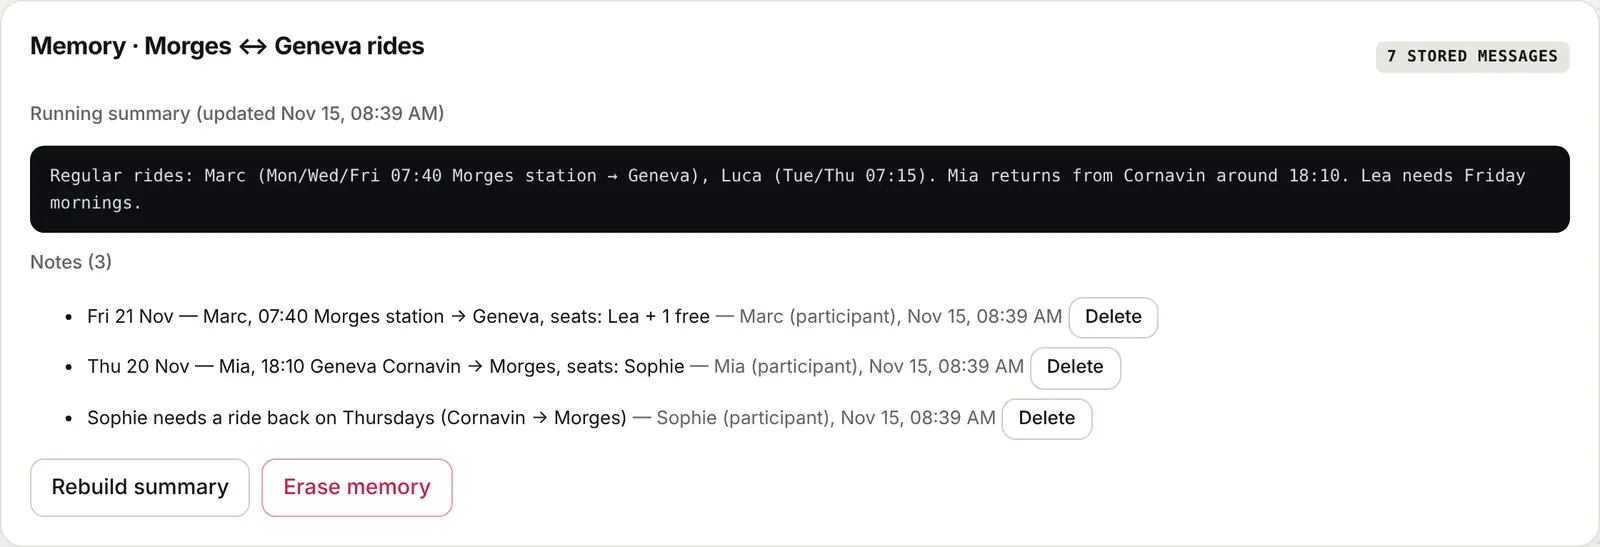 Memory · Morges ↔ Geneva rides
7 STORED MESSAGES
Running summary (updated Nov 15, 08:39 AM)
Regular rides: Marc (Mon/Wed/Fri 07:40 Morges station → Geneva), Luca (Tue/Thu 07:15). Mia returns from Cornavin around 18:10. Lea needs Friday
mornings.
Notes (3)
• Fri 21 Nov — Marc, 07:40 Morges station → Geneva, seats: Lea + 1 free — Marc (participant), Nov 15, 08:39 AM Delete
• Thu 20 Nov — Mia, 18:10 Geneva Cornavin → Morges, seats: Sophie — Mia (participant), Nov 15, 08:39 AM Delete
• Sophie needs a ride back on Thursdays (Cornavin → Morges) — Sophie (participant), Nov 15, 08:39 AM Delete
Rebuild summary Erase memory